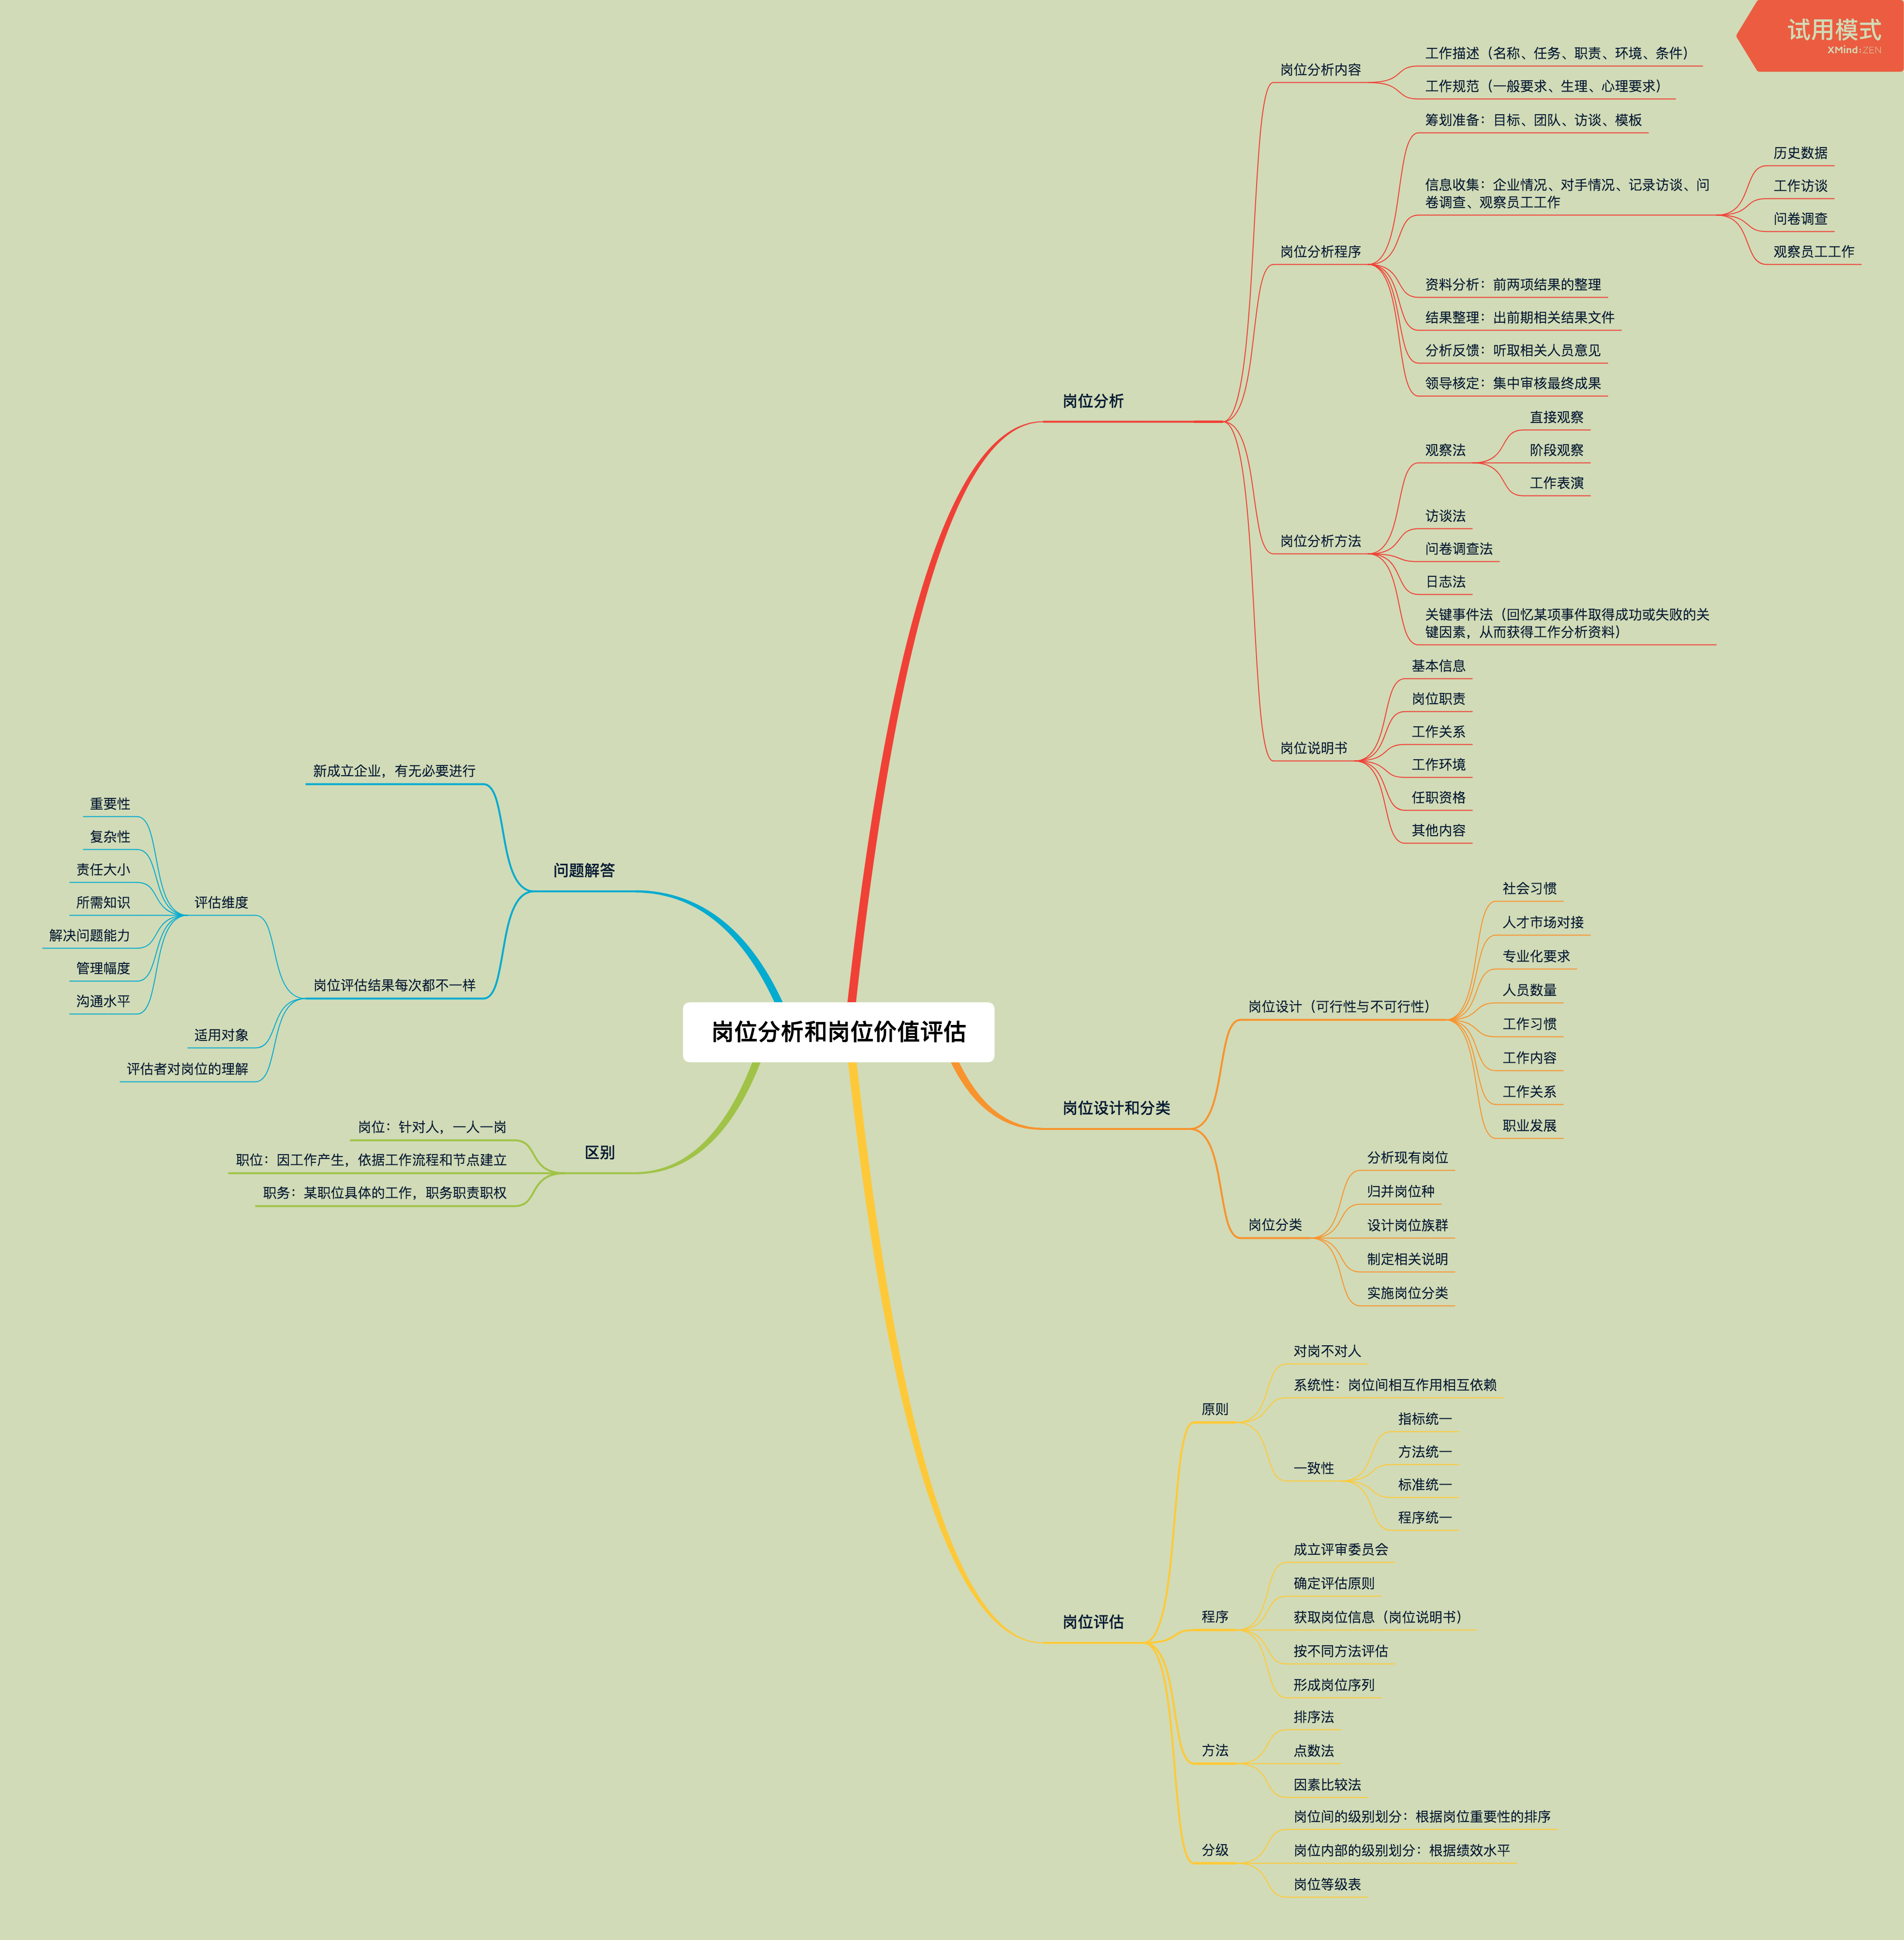 试用模式
XMind:ZEN
岗位分析和岗位价值评估
岗位分析
岗位分析内容
工作描述（名称、任务、职责、环境、条件）
工作规范（一般要求、生理、心理要求）
岗位分析程序
筹划准备：目标、团队、访谈、模板
信息收集：企业情况、对手情况、记录访谈、问
卷调查、观察员工工作
历史数据
工作访谈
问卷调查
观察员工工作
资料分析：前两项结果的整理
结果整理：出前期相关结果文件
分析反馈：听取相关人员意见
领导核定：集中审核最终成果
岗位分析方法
观察法
直接观察
阶段观察
工作表演
访谈法
问卷调查法
日志法
关键事件法（回忆某项事件取得成功或失败的关
键因素，从而获得工作分析资料）
岗位说明书
基本信息
岗位职责
工作关系
工作环境
任职资格
其他内容
岗位设计和分类
岗位设计（可行性与不可行性）
社会习惯
人才市场对接
专业化要求
人员数量
工作习惯
工作内容
工作关系
职业发展
岗位分类
分析现有岗位
归并岗位种
设计岗位族群
制定相关说明
实施岗位分类
岗位评估
原则
对岗不对人
系统性：岗位间相互作用相互依赖
一致性
指标统一
方法统一
标准统一
程序统一
程序
成立评审委员会
确定评估原则
获取岗位信息（岗位说明书）
按不同方法评估
形成岗位序列
方法
排序法
点数法
因素比较法
分级
岗位间的级别划分：根据岗位重要性的排序
岗位内部的级别划分：根据绩效水平
岗位等级表
问题解答
新成立企业，有无必要进行
岗位评估结果每次都不一样
评估维度
重要性
复杂性
责任大小
所需知识
解决问题能力
管理幅度
沟通水平
适用对象
评估者对岗位的理解
区别
岗位：针对人，一人一岗
职位：因工作产生，依据工作流程和节点建立
职务：某职位具体的工作，职务职责职权